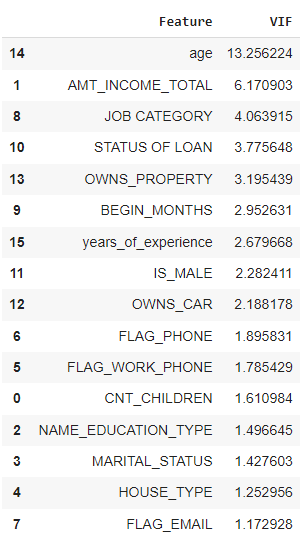 Feature VIF
14 age 13.256224
1 AMT_INCOME_TOTAL 6.170903
8 JOB CATEGORY 4.063915
10 STATUS OF LOAN 3.775648
13 OWNS_PROPERTY 3.195439
9 BEGIN_MONTHS 2.952631
15 years_of_experience 2.679668
11 IS_MALE 2.282411
12 OWNS_CAR 2.188178
6 FLAG_PHONE 1.895831
5 FLAG_WORK_PHONE 1.785429
0 CNT_CHILDREN 1.610984
2 NAME_EDUCATION_TYPE 1.496645
3 MARITAL_STATUS 1.427603
4 HOUSE_TYPE 1.252956
7 FLAG_EMAIL 1.172928